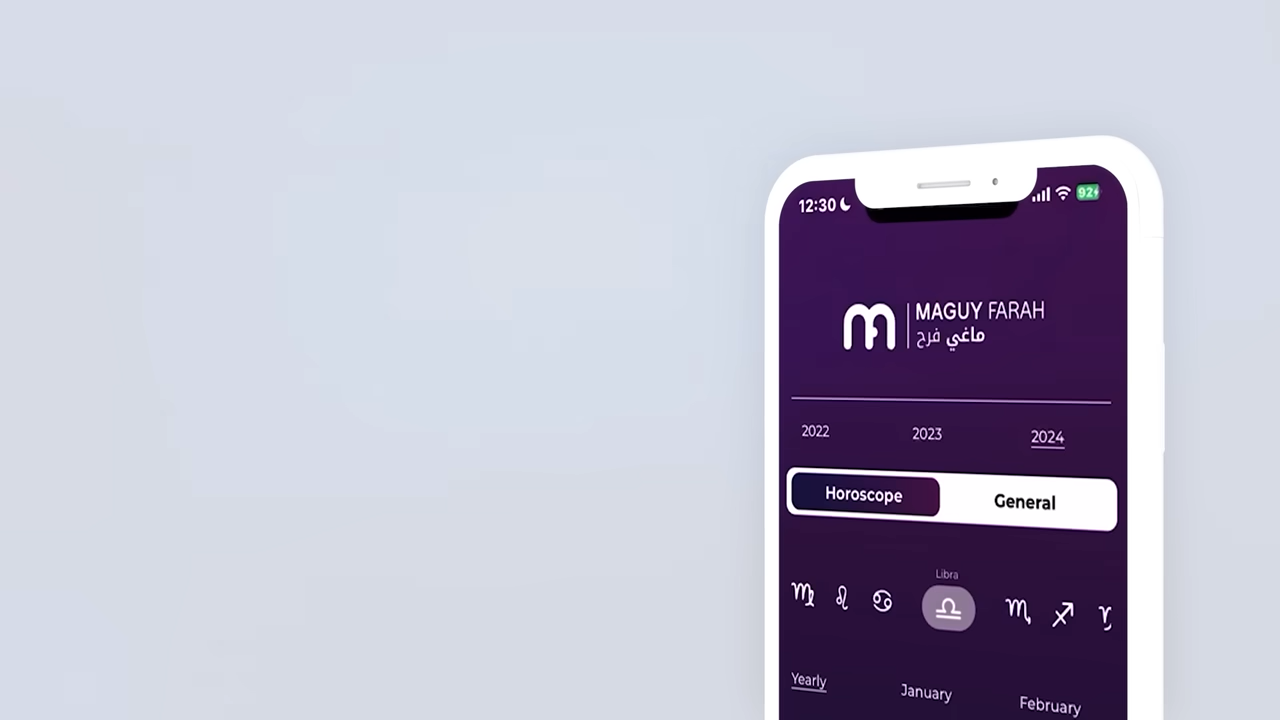 12:30
92
MAGUY FARAH
ماغي فرح
2022 2023 2024
Horoscope General
Libra
Yearly January February